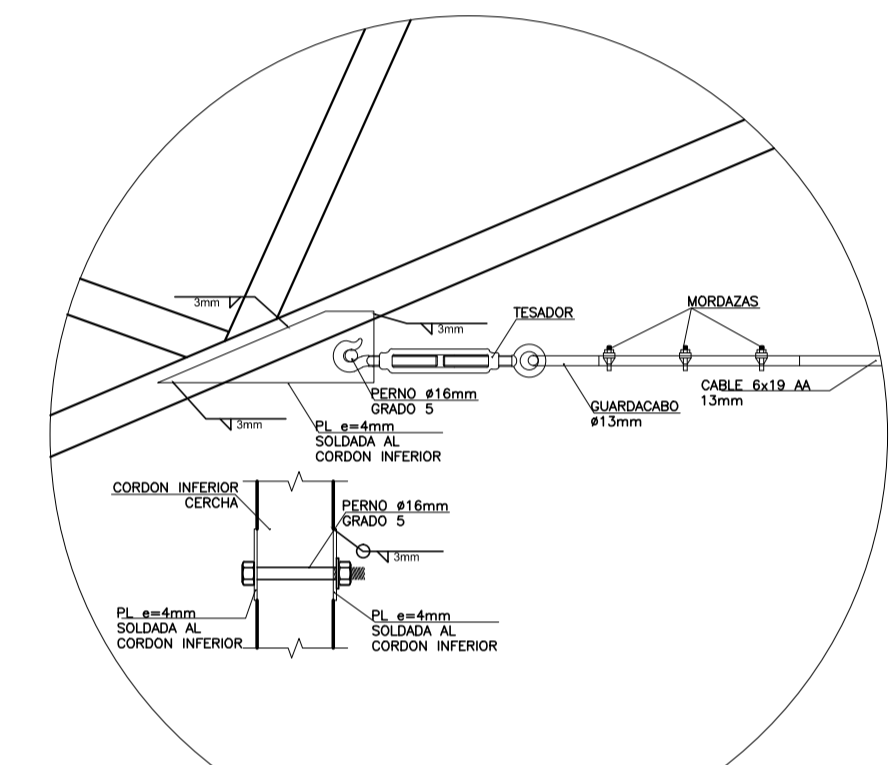 3mm
3mm
TESADOR
MORDAZAS
PERNO ø16mm
GRADO 5
CABLE 6x19 AA
13mm
GUARDACABO
ø13mm
3mm
PL e=4mm
SOLDADA AL
CORDON INFERIOR
CORDON INFERIOR
CERCHA
PERNO ø16mm
GRADO 5
3mm
PL e=4mm
SOLDADA AL
CORDON INFERIOR
PL e=4mm
SOLDADA AL
CORDON INFERIOR